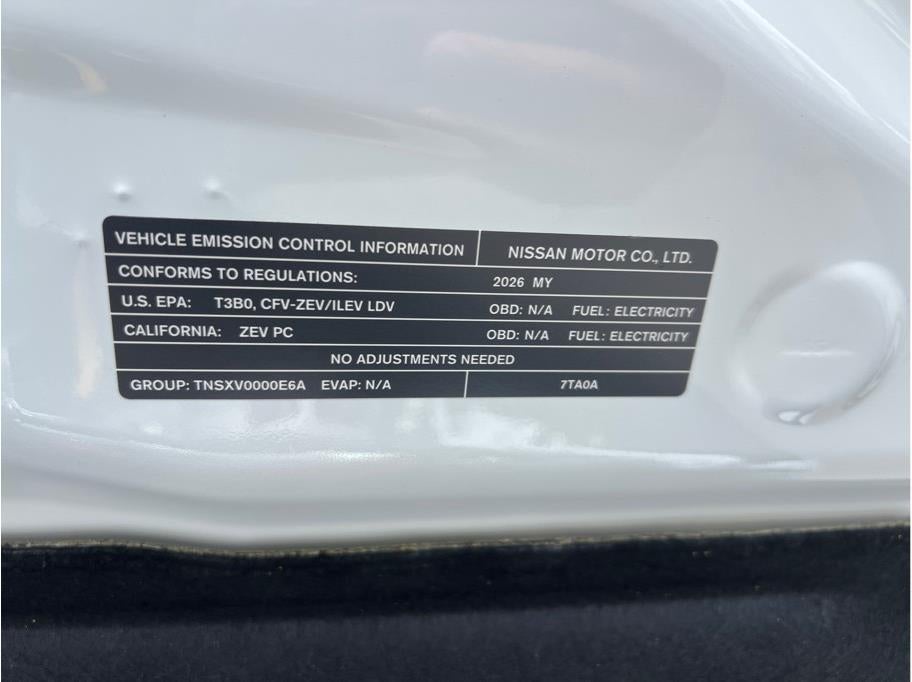 VEHICLE EMISSION CONTROL INFORMATION NISSAN MOTOR CO., LTD.
CONFORMS TO REGULATIONS: 2026 MY
U.S. EPA: T3B0, CFV-ZEV/ILEV LDV OBD: N/A FUEL: ELECTRICITY
CALIFORNIA: ZEV PC OBD: N/A FUEL: ELECTRICITY
NO ADJUSTMENTS NEEDED
GROUP: TNSXV0000E6A EVAP: N/A 7TA0A